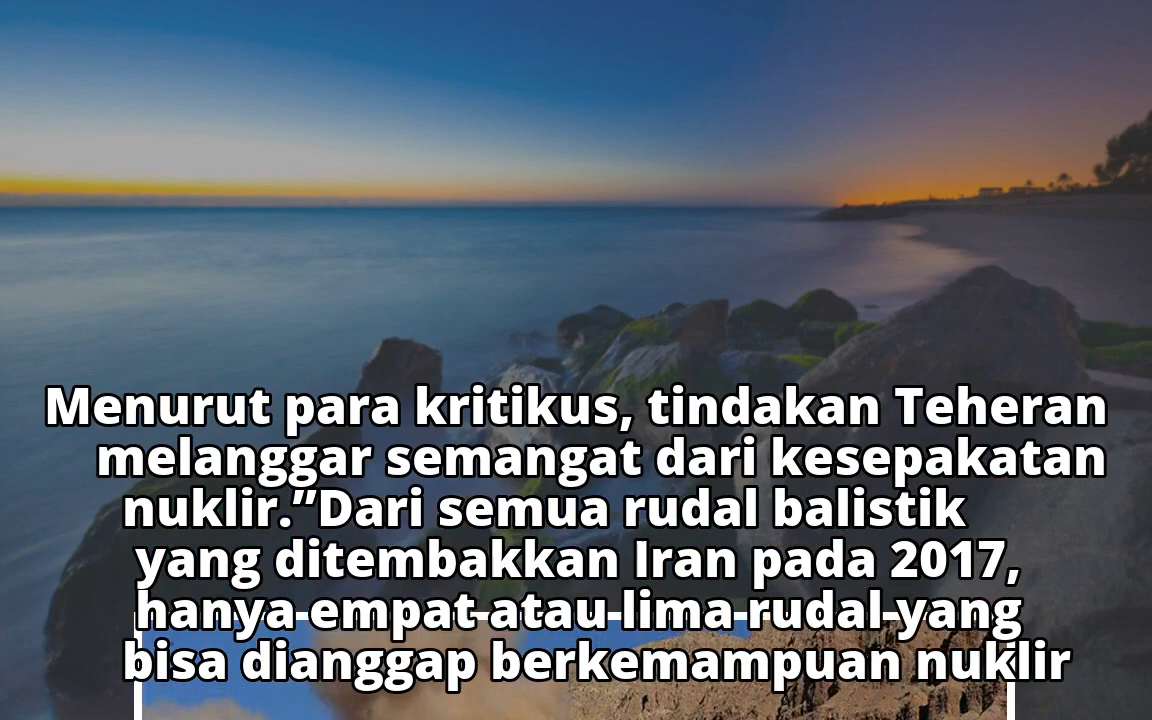 Menurut para kritikus, tindakan Teheran
melanggar semangat dari kesepakatan
nuklir.”Dari semua rudal balistik
yang ditembakkan Iran pada 2017,
hanya empat atau lima rudal yang
bisa dianggap berkemampuan nuklir